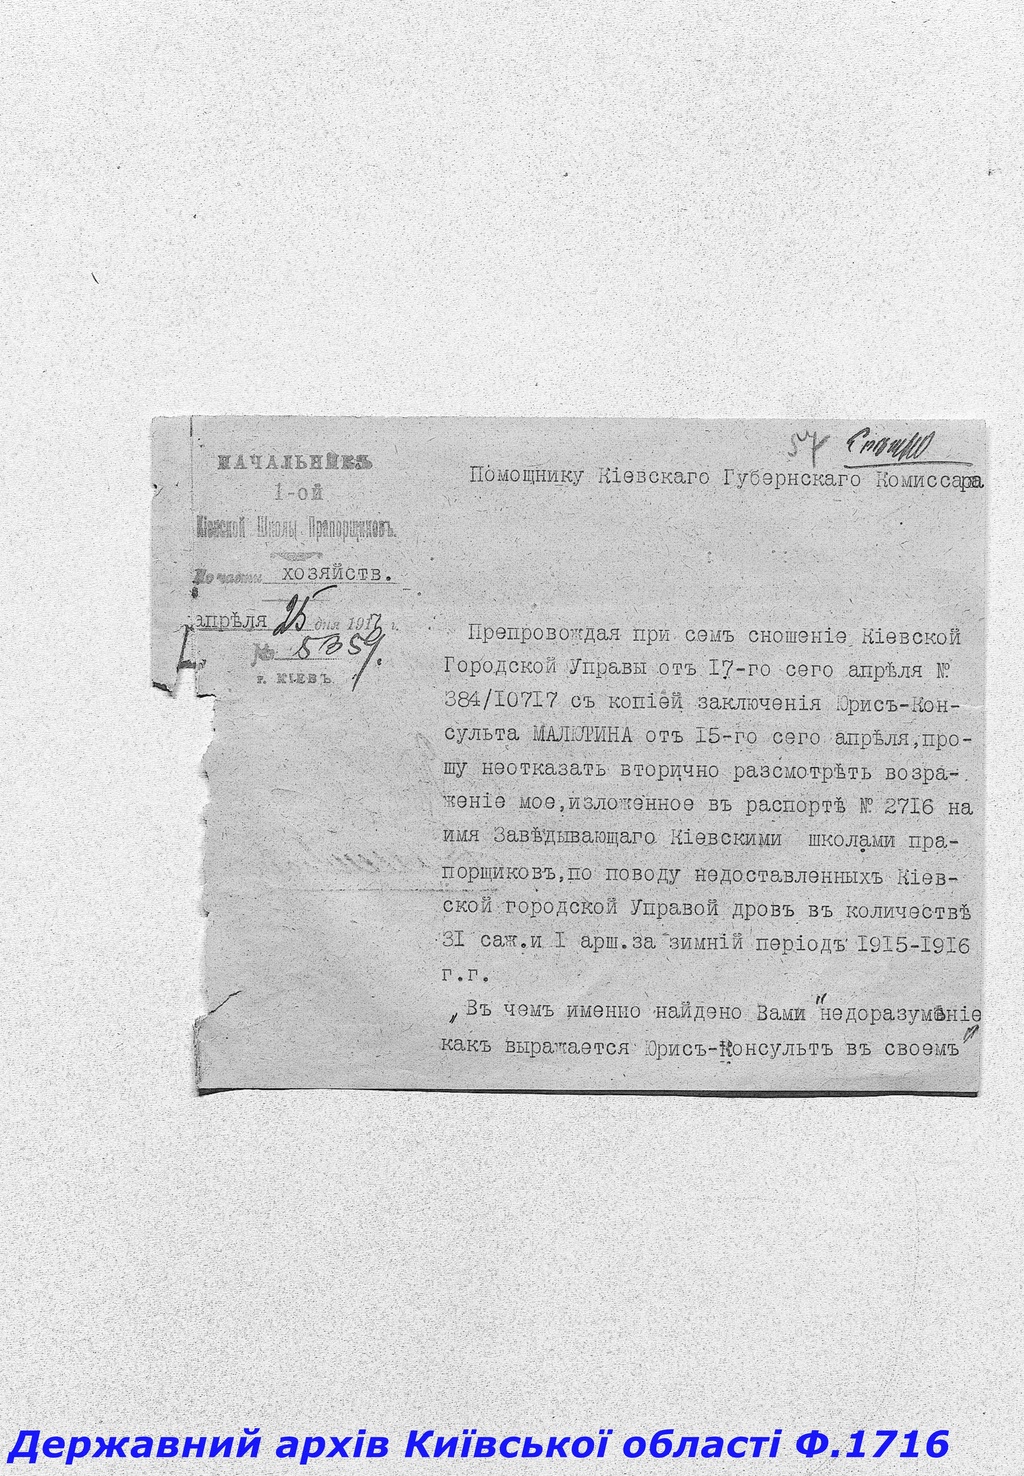 57 Спѣшно
НАЧАЛЬНИКЪ
1-ой
Кіевской Школы Прапорщиковъ.
По части хозяйств.
апрѣля 25 дня 1917 г.
№ 5359.
г. КІЕВЪ
Помощнику Кіевскаго Губернскаго Комиссара
Препровождая при семъ сношеніе Кіевской
Городской Управы отъ 17-го сего апрѣля №
384/10717 съ копіей заключенія Юрисъ-Кон-
сульта МАЛЮТИНА отъ 15-го сего апрѣля,про-
шу неотказать вторично разсмотрѣть возра-
женіе мое,изложенное въ распортѣ № 2716 на
имя Завѣдывающаго Кіевскими школами пра-
порщиковъ,по поводу недоставленныхъ Кіев-
ской городской Управой дровъ въ количествѣ
31 саж.и I арш.за зимній періодъ 1915-1916
г.г.
„Въ чемъ именно найдено Вами "недоразумѣніе
какъ выражается Юрисъ-Консультъ въ своемъ"
Державний архів Київської області Ф.1716